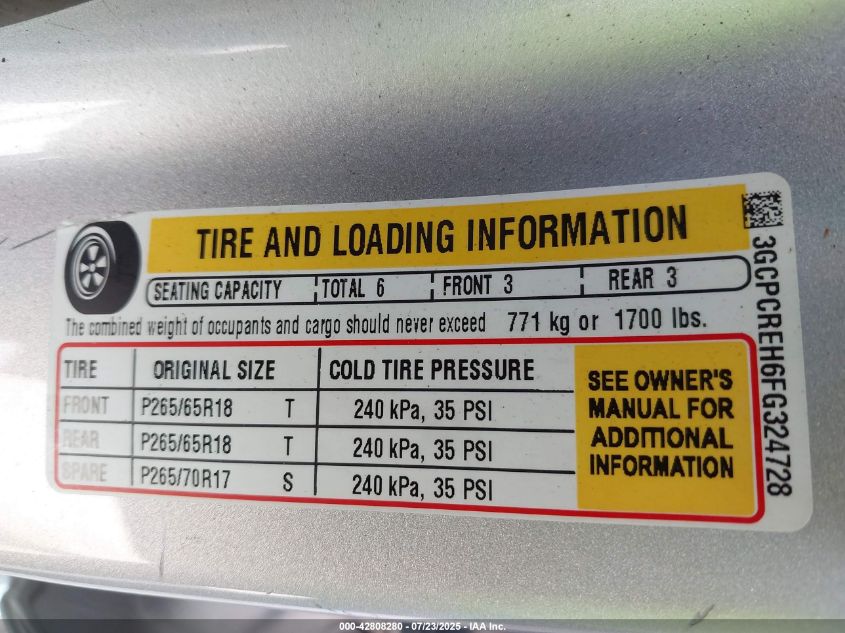 TIRE AND LOADING INFORMATION
SEATING CAPACITY TOTAL 6 FRONT 3 REAR 3
The combined weight of occupants and cargo should never exceed 771 kg or 1700 lbs.
TIRE ORIGINAL SIZE COLD TIRE PRESSURE
FRONT P265/65R18 T 240 kPa, 35 PSI
REAR P265/65R18 T 240 kPa, 35 PSI
SPARE P265/70R17 S 240 kPa, 35 PSI
SEE OWNER'S
MANUAL FOR
ADDITIONAL
INFORMATION
3GCPCREH6FG324728
000-42808280 - 07/23/2025 - IAA Inc.